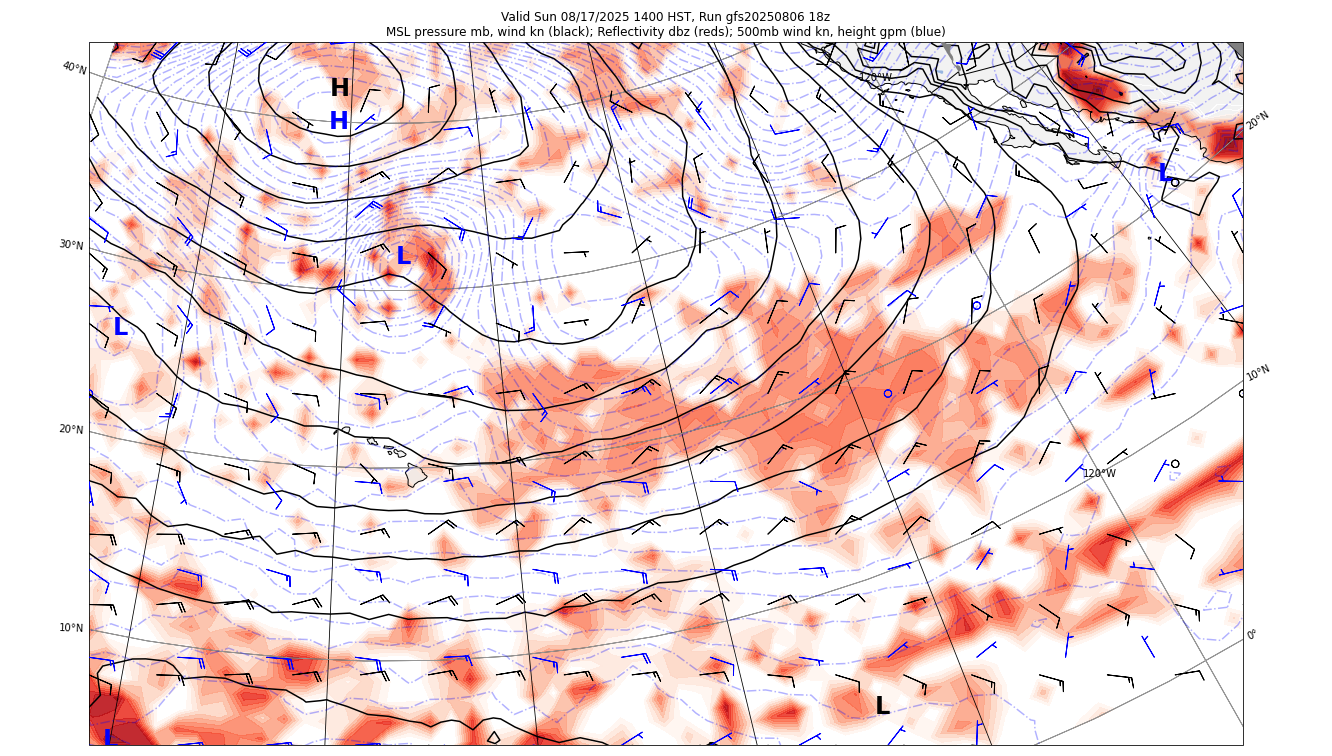 Valid Sun 08/17/2025 1400 HST, Run gfs20250806 18z
MSL pressure mb, wind kn (black); Reflectivity dbz (reds); 500mb wind kn, height gpm (blue)
40°N
120°W
H
H
20°N
L
30°N
L
L
10°N
20°N
120°W
10°N
0°
L
L